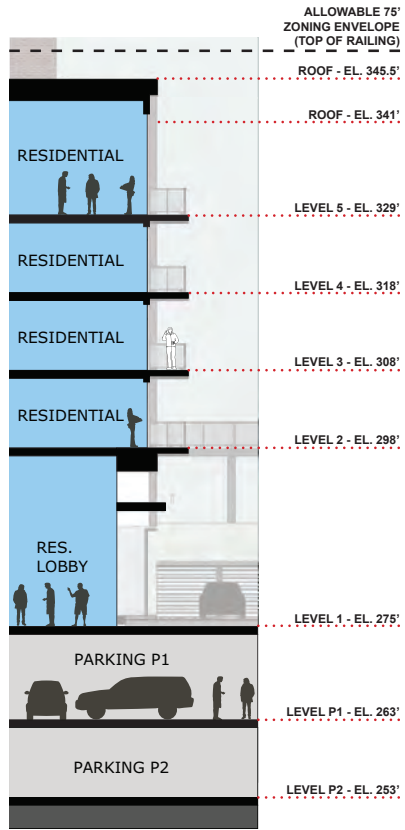 ALLOWABLE 75'
ZONING ENVELOPE
(TOP OF RAILING)
ROOF - EL. 345.5'
ROOF - EL. 341'
RESIDENTIAL
LEVEL 5 - EL. 329'
RESIDENTIAL
LEVEL 4 - EL. 318'
RESIDENTIAL
LEVEL 3 - EL. 308'
RESIDENTIAL
LEVEL 2 - EL. 298'
RES.
LOBBY
LEVEL 1 - EL. 275'
PARKING P1
LEVEL P1 - EL. 263'
PARKING P2
LEVEL P2 - EL. 253'